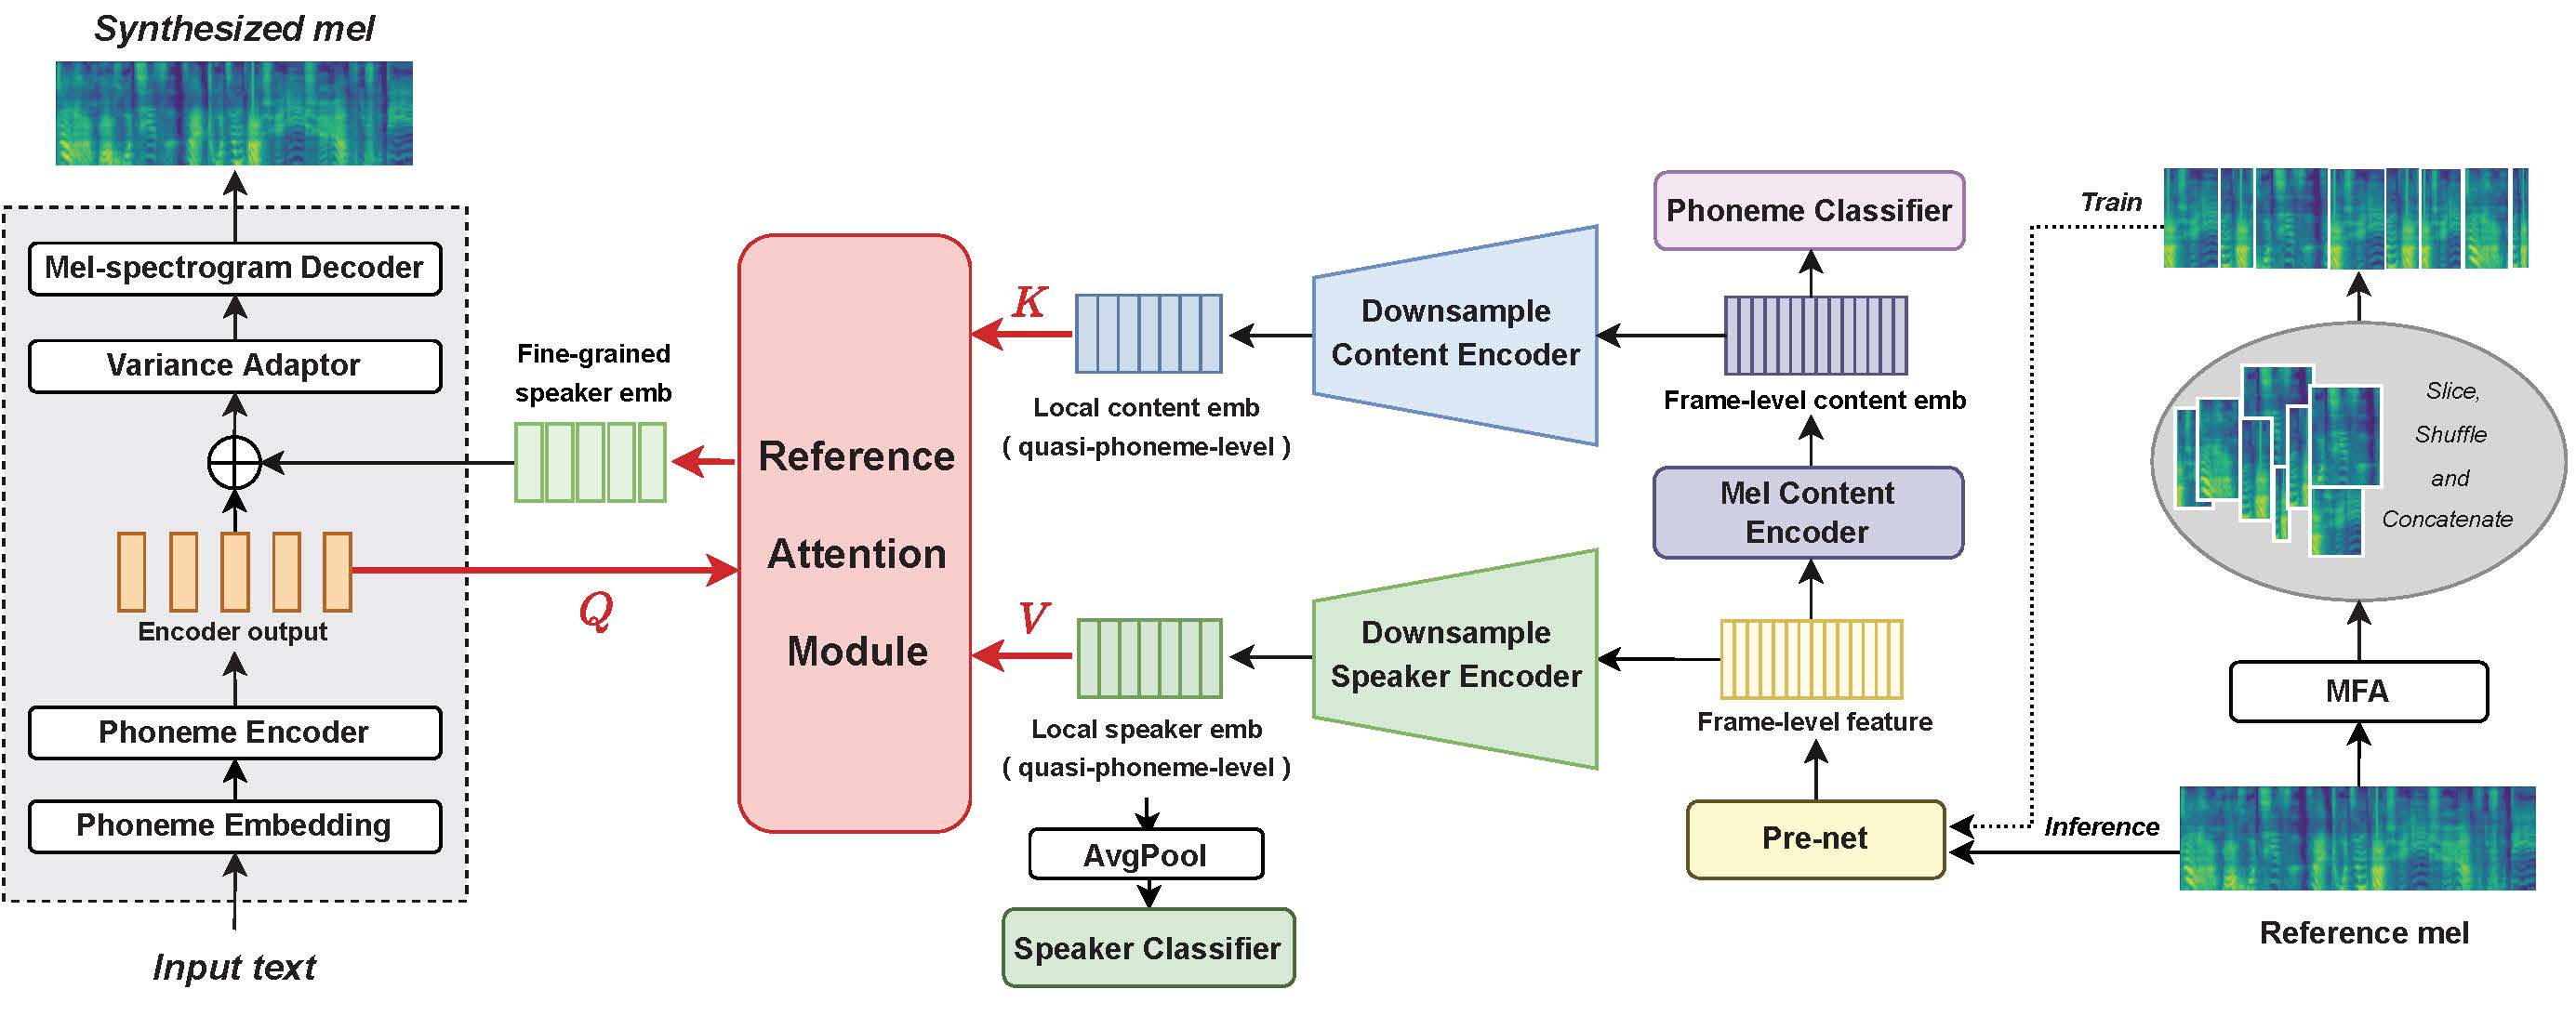 Synthesized mel
Mel-spectrogram Decoder
Variance Adaptor
Encoder output
Phoneme Encoder
Phoneme Embedding
Input text
Fine-grained
speaker emb
Q
Reference
Attention
Module
K
V
Local content emb
( quasi-phoneme-level )
Local speaker emb
( quasi-phoneme-level )
AvgPool
Speaker Classifier
Downsample
Content Encoder
Downsample
Speaker Encoder
Phoneme Classifier
Frame-level content emb
Mel Content
Encoder
Frame-level feature
Pre-net
Train
Inference
Slice,
Shuffle
and
Concatenate
MFA
Reference mel